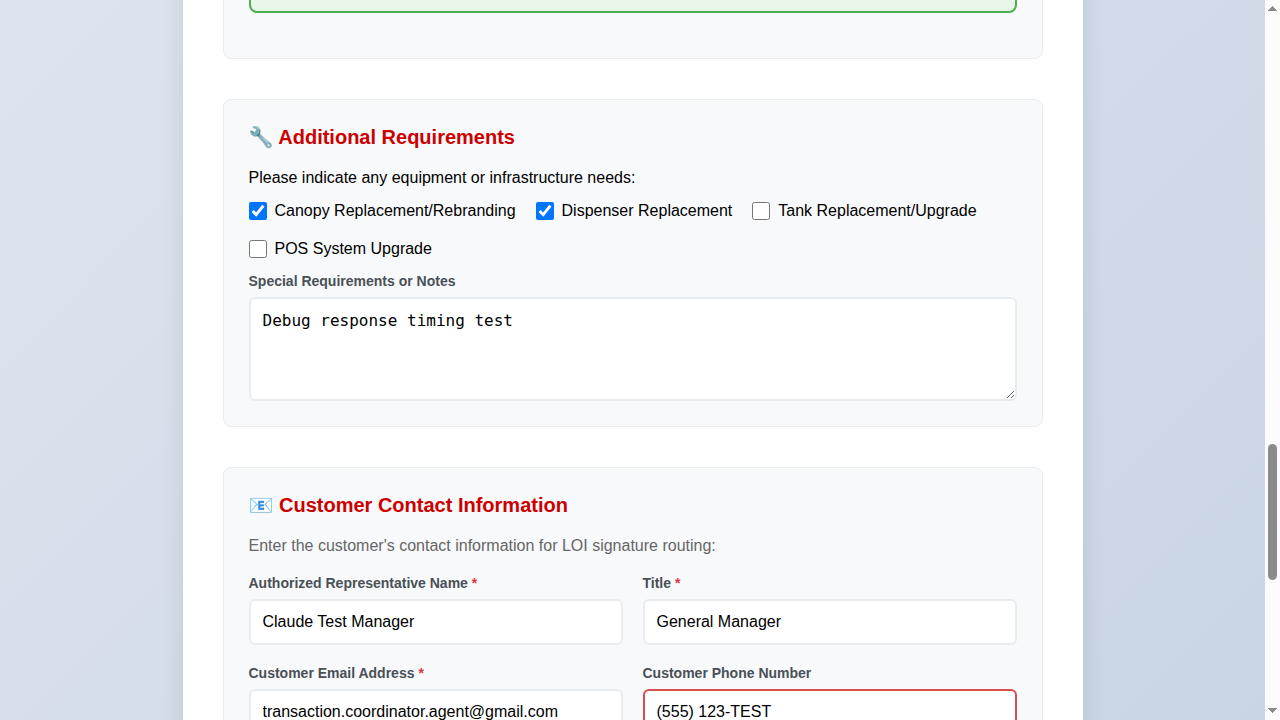 Additional Requirements
Please indicate any equipment or infrastructure needs:
Canopy Replacement/Rebranding Dispenser Replacement Tank Replacement/Upgrade
POS System Upgrade
Special Requirements or Notes
Debug response timing test
Customer Contact Information
Enter the customer's contact information for LOI signature routing:
Authorized Representative Name * Title *
Claude Test Manager General Manager
Customer Email Address * Customer Phone Number
transaction.coordinator.agent@gmail.com (555) 123-TEST